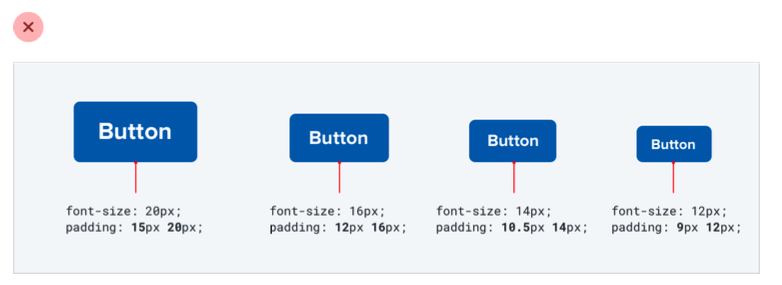 Button
Button
Button
Button
font-size: 20px;
padding: 15px 20px;
font-size: 16px;
padding: 12px 16px;
font-size: 14px;
padding: 10.5px 14px;
font-size: 12px;
padding: 9px 12px;